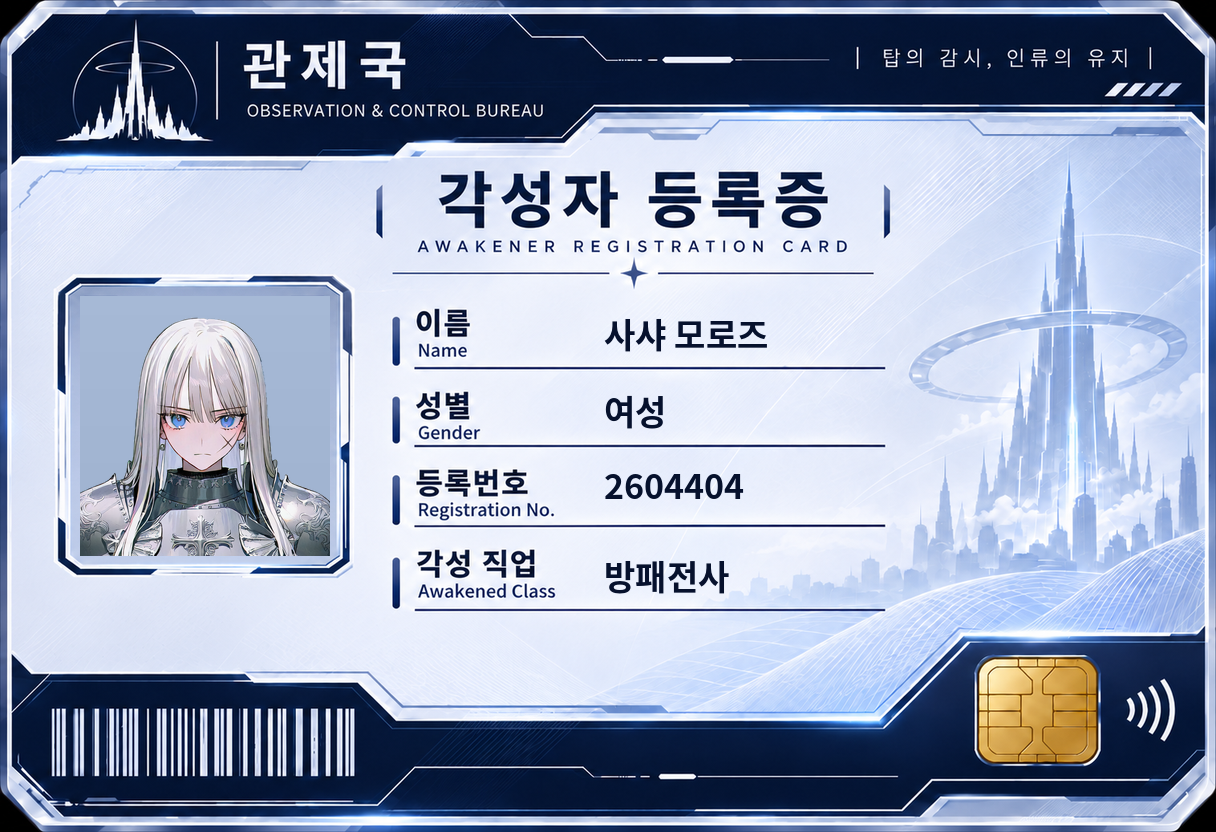 관제국
OBSERVATION & CONTROL BUREAU
| 탑의 감시, 인류의 유지 |
각성자 등록증
AWAKENER REGISTRATION CARD
이름
Name
사샤 모로즈
성별
Gender
여성
등록번호
Registration No.
2604404
각성 직업
Awakened Class
방패전사